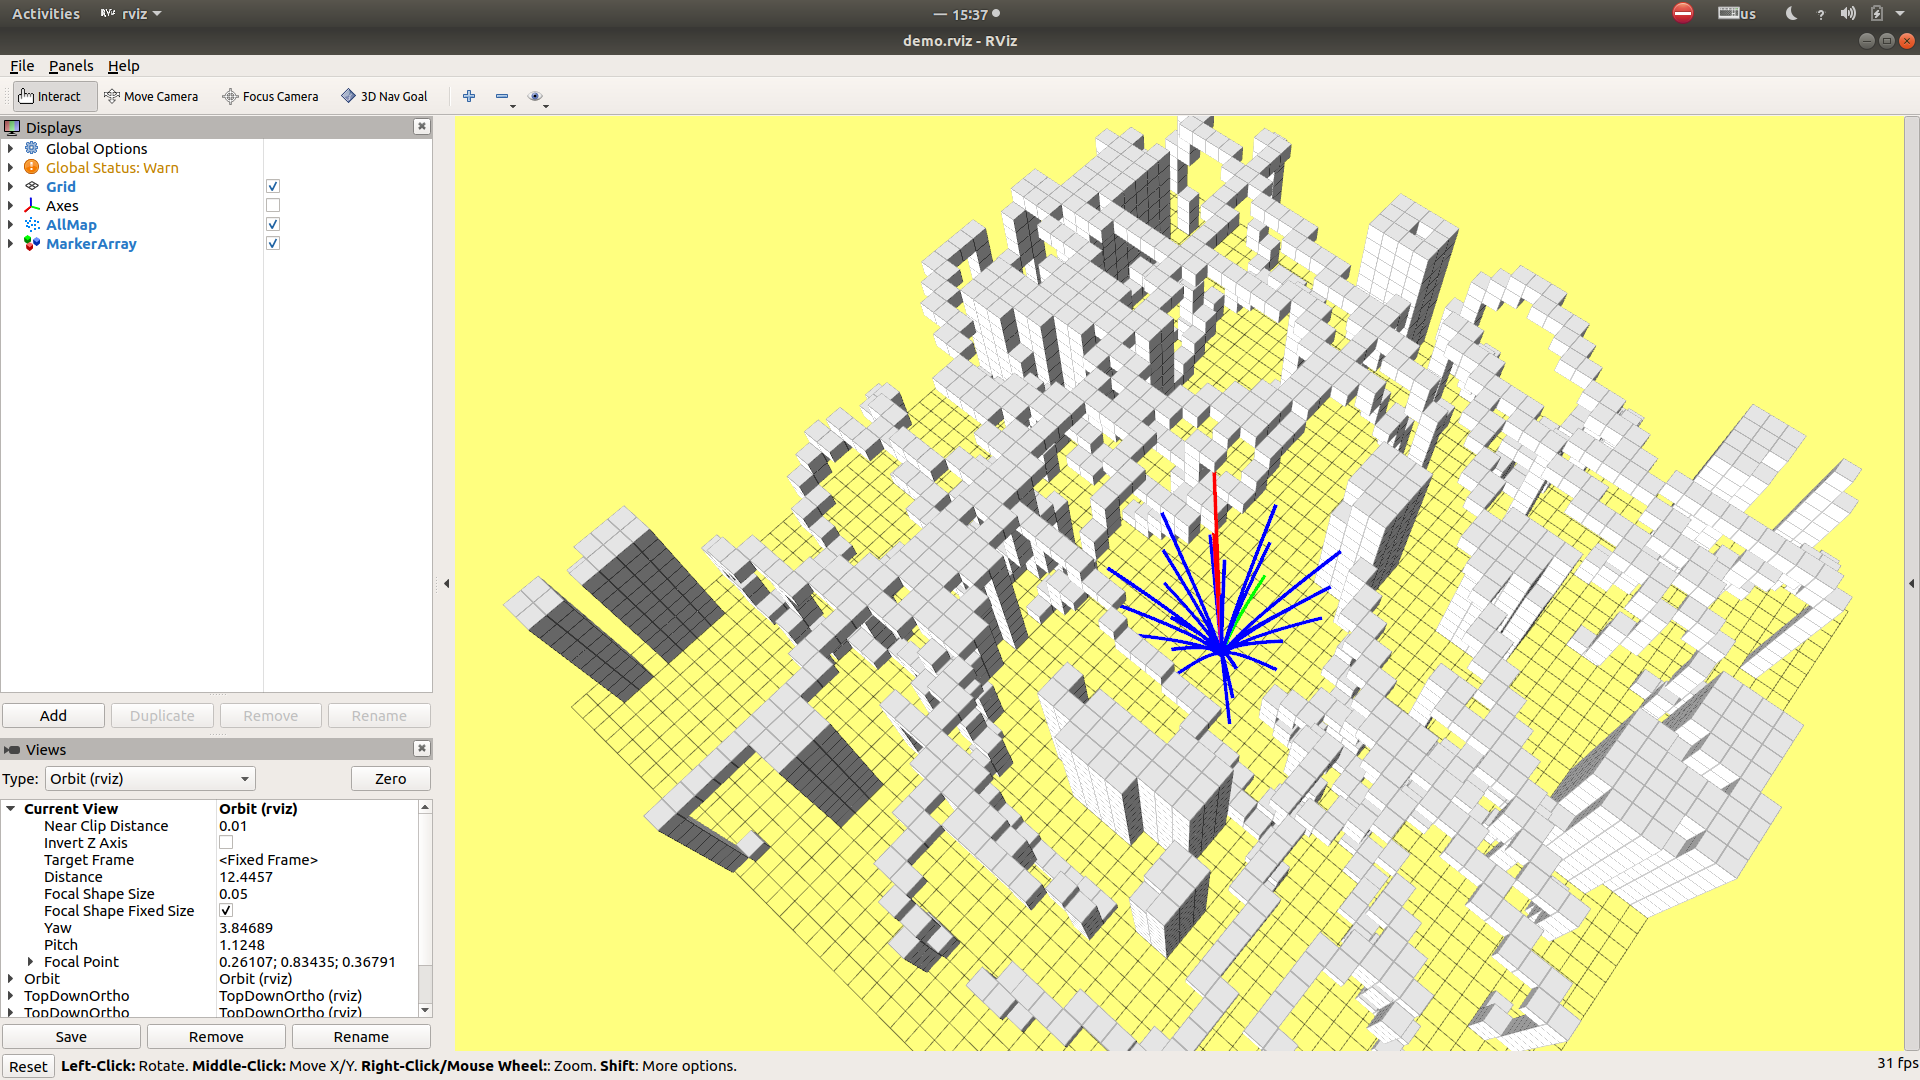 Activities rviz 15:37 us ?
demo.rviz - RViz
File Panels Help
Interact Move Camera Focus Camera 3D Nav Goal
Displays
Global Options
Global Status: Warn
Grid
Axes
AllMap
MarkerArray
Add Duplicate Remove Rename
Views
Type: Orbit (rviz) Zero
Current View Orbit (rviz)
Near Clip Distance 0.01
Invert Z Axis
Target Frame <Fixed Frame>
Distance 12.4457
Focal Shape Size 0.05
Focal Shape Fixed Size
Yaw 3.84689
Pitch 1.1248
Focal Point 0.26107; 0.83435; 0.36791
Orbit Orbit (rviz)
TopDownOrtho TopDownOrtho (rviz)
TopDownOrtho TopDownOrtho (rviz)
Save Remove Rename
Reset Left-Click: Rotate. Middle-Click: Move X/Y. Right-Click/Mouse Wheel:: Zoom. Shift: More options. 31 fps